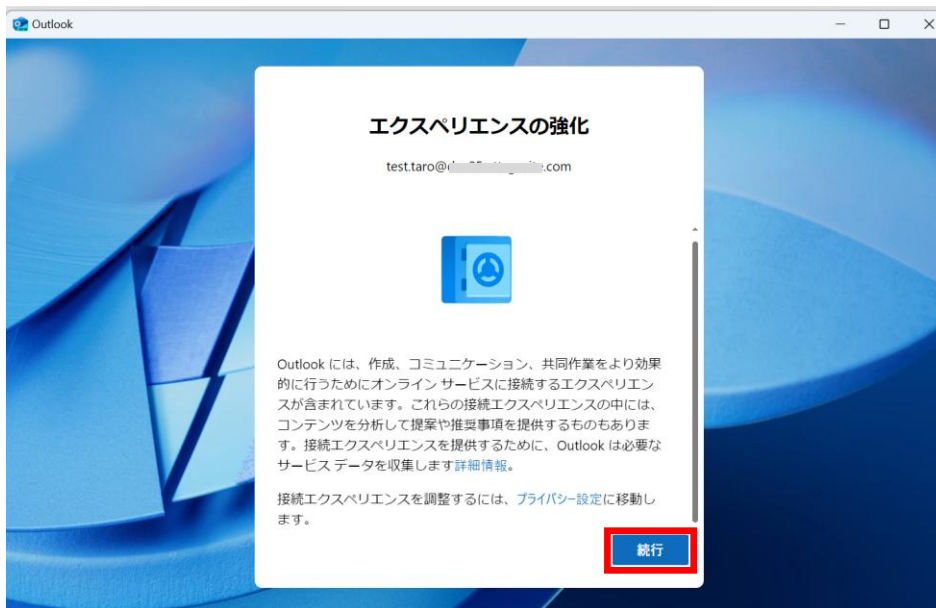 Outlook
エクスペリエンスの強化
test.taro@ .com
Outlook には、作成、コミュニケーション、共同作業をより効果
的に行うためにオンライン サービスに接続するエクスペリエン
スが含まれています。これらの接続エクスペリエンスの中には、
コンテンツを分析して提案や推奨事項を提供するものもありま
す。接続エクスペリエンスを提供するために、Outlook は必要な
サービス データを収集します詳細情報。
接続エクスペリエンスを調整するには、プライバシー設定に移動し
ます。
続行